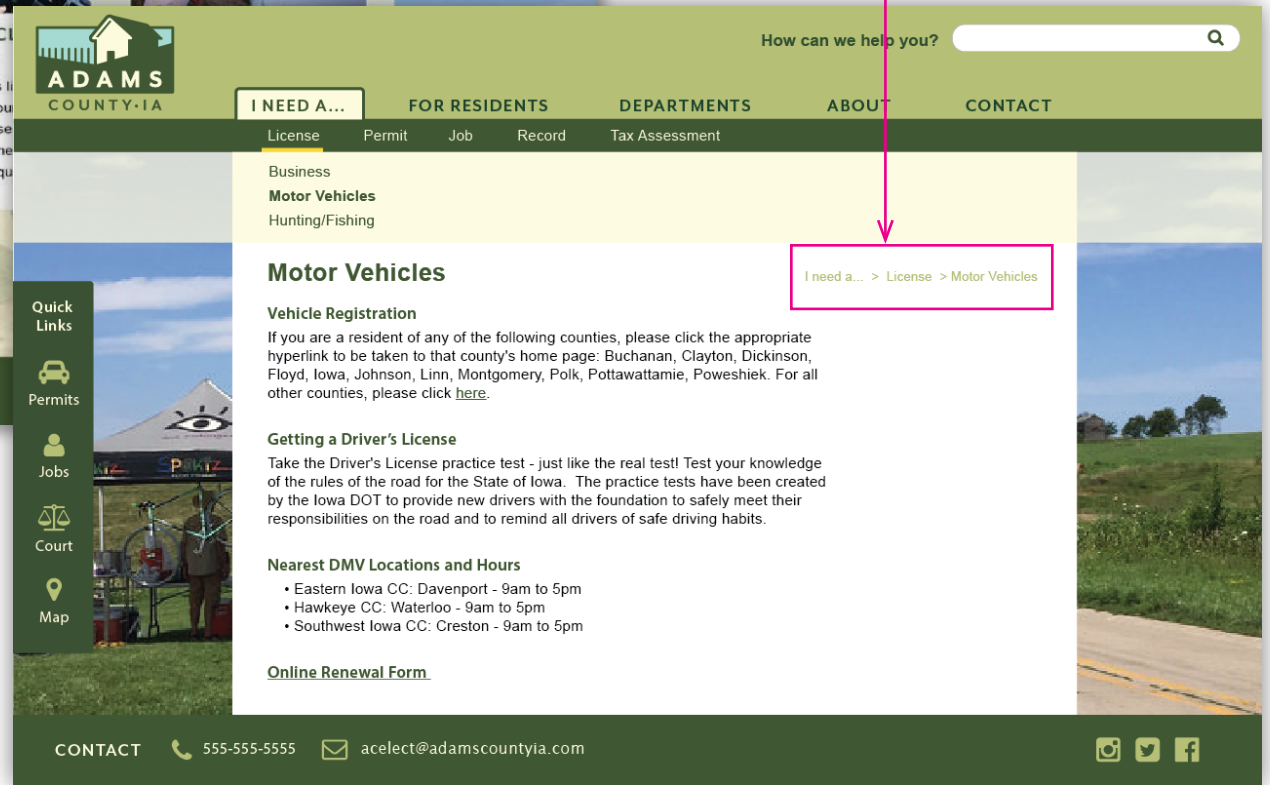 How can we help you?
ADAMS
COUNTY·IA
I NEED A...
FOR RESIDENTS
DEPARTMENTS
ABOUT
CONTACT
License
Permit
Job
Record
Tax Assessment
Business
Motor Vehicles
Hunting/Fishing
Motor Vehicles
I need a... > License > Motor Vehicles
Vehicle Registration
If you are a resident of any of the following counties, please click the appropriate
hyperlink to be taken to that county's home page: Buchanan, Clayton, Dickinson,
Floyd, Iowa, Johnson, Linn, Montgomery, Polk, Pottawattamie, Poweshiek. For all
other counties, please click here.
Getting a Driver's License
Take the Driver's License practice test - just like the real test! Test your knowledge
of the rules of the road for the State of Iowa. The practice tests have been created
by the Iowa DOT to provide new drivers with the foundation to safely meet their
responsibilities on the road and to remind all drivers of safe driving habits.
Nearest DMV Locations and Hours
• Eastern Iowa CC: Davenport - 9am to 5pm
• Hawkeye CC: Waterloo - 9am to 5pm
• Southwest Iowa CC: Creston - 9am to 5pm
Online Renewal Form
Quick
Links
Permits
Jobs
Court
Map
CONTACT
555-555-5555
acelect@adamscountyia.com